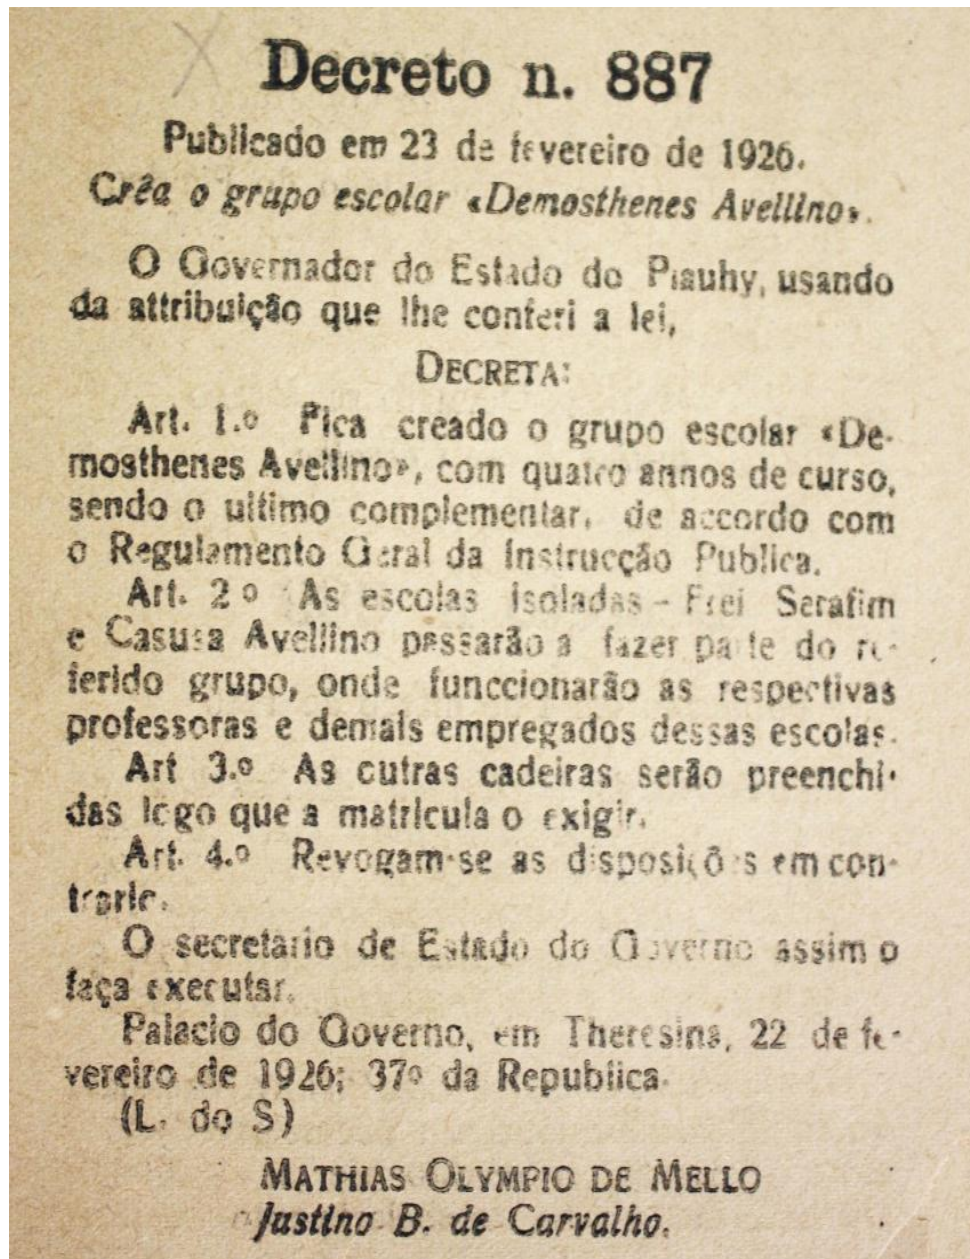 Decreto n. 887
Publicado em 23 de fevereiro de 1926.
Crêa o grupo escolar «Demosthenes Avellino».
O Governador do Estado do Piauhy, usando
da attribuição que lhe conferi a lei,
DECRETA:
Art. 1.º Fica creado o grupo escolar «De-
mosthenes Avellino», com quatro annos de curso,
sendo o ultimo complementar, de accordo com
o Regulamento Geral da Instrucção Publica.
Art. 2º As escolas isoladas - Frei Serafim
e Casusa Avellino passarão a fazer parte do re-
ferido grupo, onde funccionarão as respectivas
professoras e demais empregados dessas escolas.
Art 3.º As outras cadeiras serão preenchi-
das logo que a matricula o exigir.
Art. 4.º Revogam-se as disposições em con-
trario.
O secretario de Estado do Governo assim o
faça executar.
Palacio do Governo, em Theresina, 22 de fe-
vereiro de 1926; 37º da Republica.
(L. do S)
MATHIAS OLYMPIO DE MELLO
Justino B. de Carvalho.